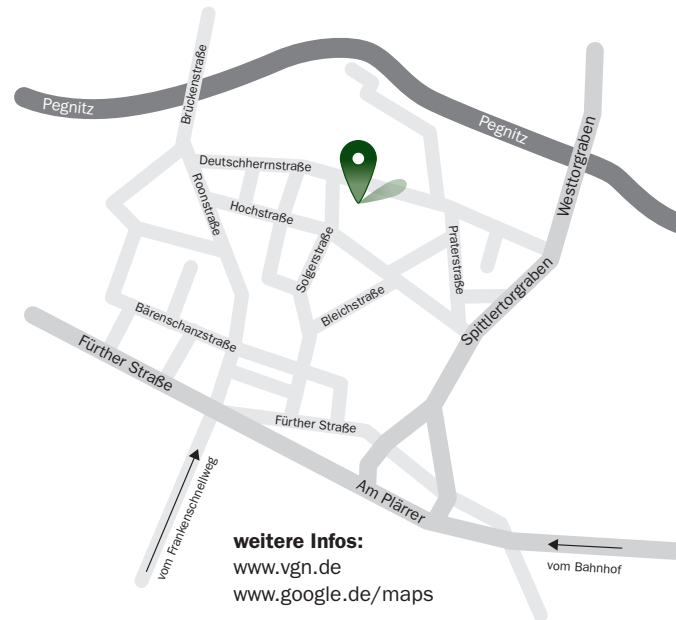 Brückenstraße
Westtorgraben
Pegnitz
Pegnitz
Deutschherrnstraße
Roonstraße
Hochstraße
Solgerstraße
Praterstraße
Spittlertorgraben
Bleichstraße
Bärenschanzstraße
Fürther Straße
Fürther Straße
Am Plärrer
vom Frankenschnellweg
vom Bahnhof
weitere Infos:
www.vgn.de
www.google.de/maps